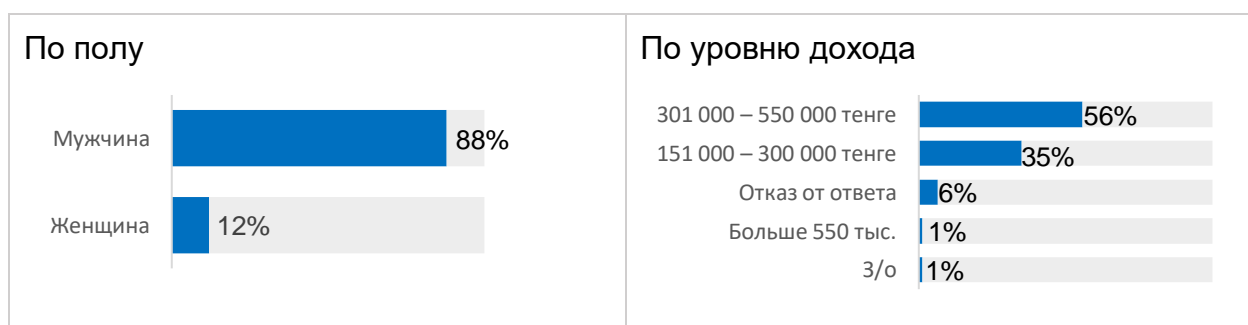 По полу
Мужчина 88%
Женщина 12%
По уровню дохода
301 000 – 550 000 тенге 56%
151 000 – 300 000 тенге 35%
Отказ от ответа 6%
Больше 550 тыс. 1%
З/о 1%